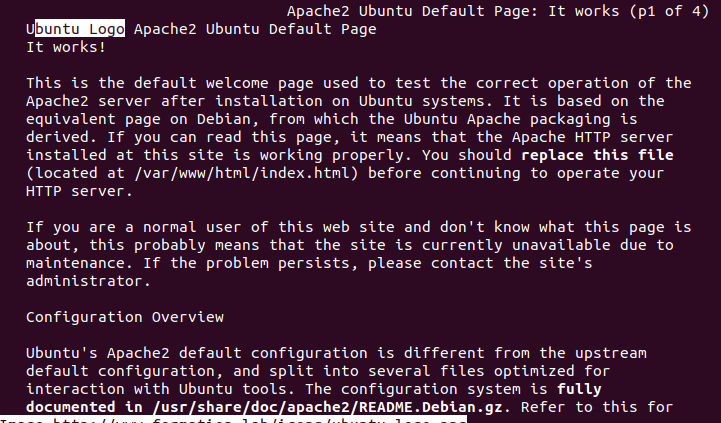 Apache2 Ubuntu Default Page: It works (p1 of 4)
Ubuntu Logo Apache2 Ubuntu Default Page
It works!
This is the default welcome page used to test the correct operation of the
Apache2 server after installation on Ubuntu systems. It is based on the
equivalent page on Debian, from which the Ubuntu Apache packaging is
derived. If you can read this page, it means that the Apache HTTP server
installed at this site is working properly. You should replace this file
(located at /var/www/html/index.html) before continuing to operate your
HTTP server.
If you are a normal user of this web site and don't know what this page is
about, this probably means that the site is currently unavailable due to
maintenance. If the problem persists, please contact the site's
administrator.
Configuration Overview
Ubuntu's Apache2 default configuration is different from the upstream
default configuration, and split into several files optimized for
interaction with Ubuntu tools. The configuration system is fully
documented in /usr/share/doc/apache2/README.Debian.gz. Refer to this for